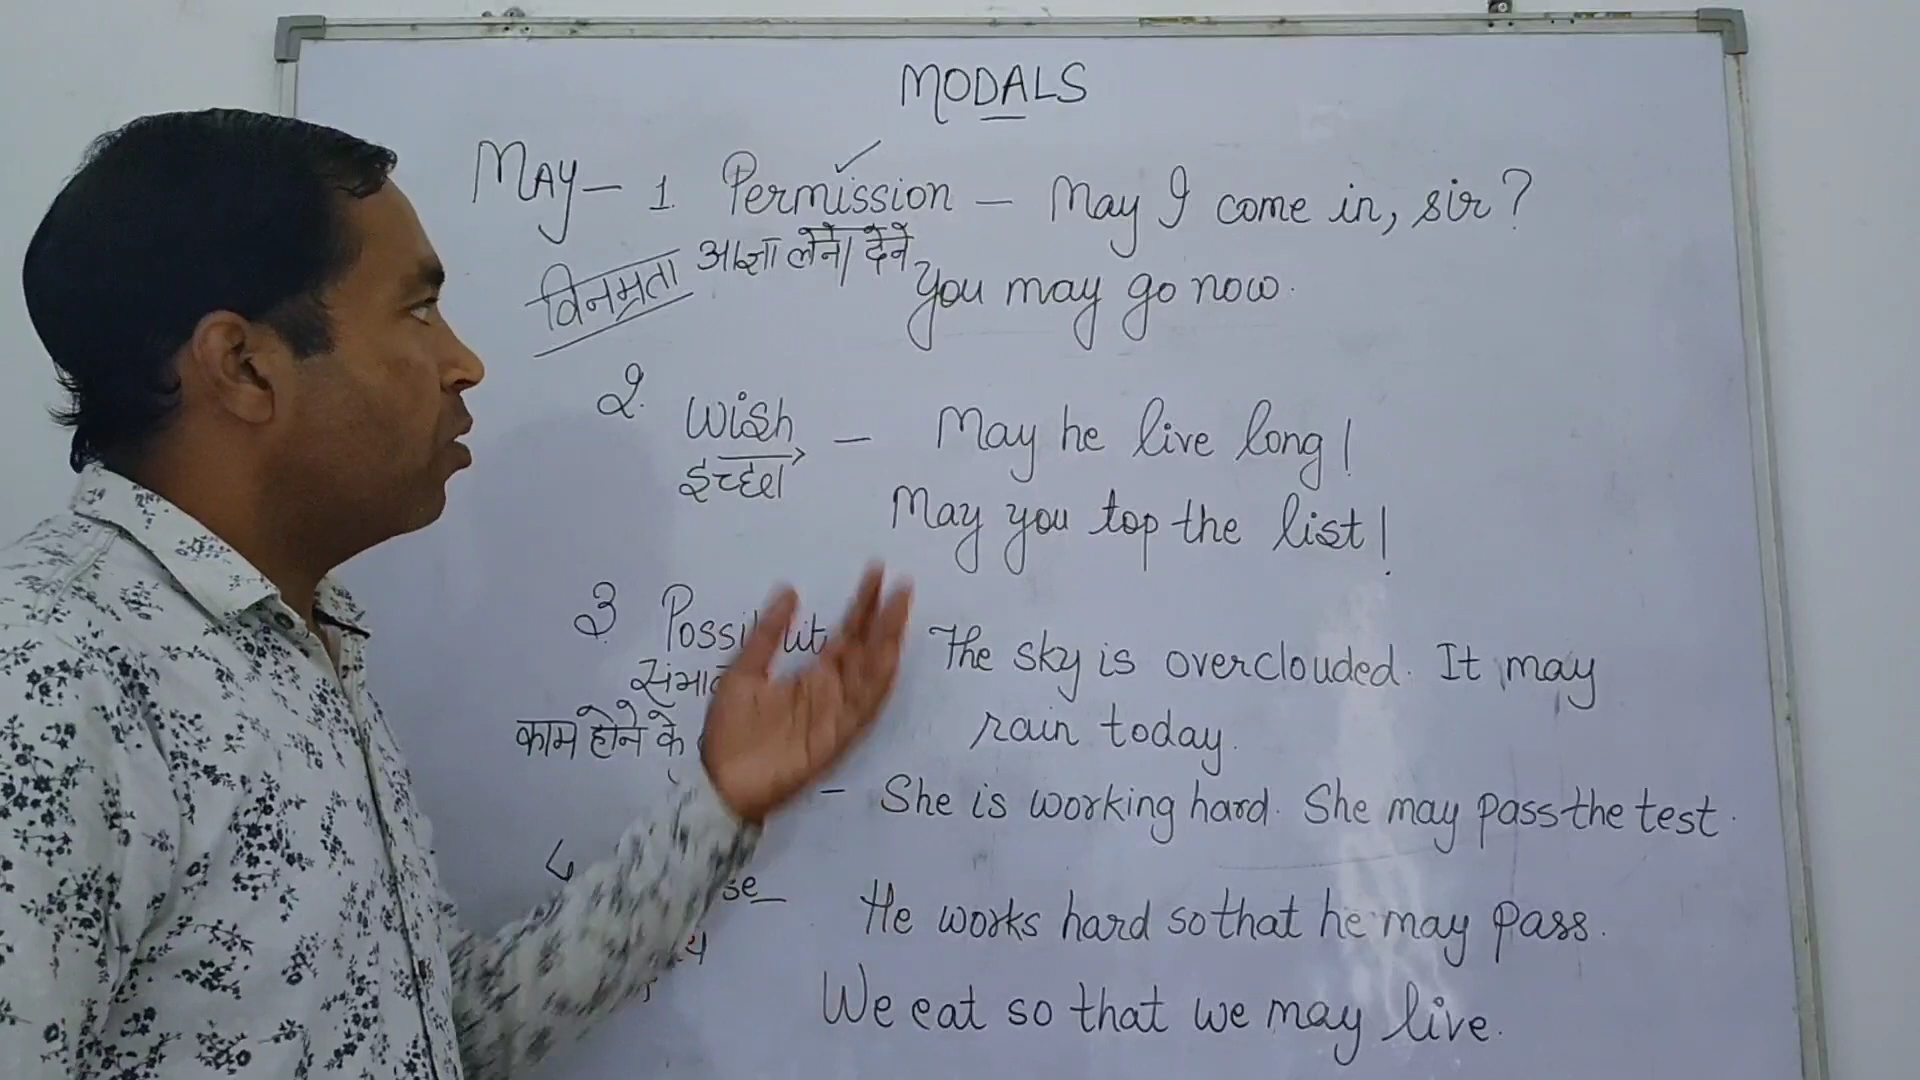 MODALS
MAY - 1. Permission - May I come in, sir?
विनम्रता आज्ञा लेने/देने You may go now.
2. Wish - May he live long!
इच्छा May you top the list!
3. The sky is overclouded. It may
काम होने के rain today.
- She is working hard. She may pass the test.
He works hard so that he may pass.
We eat so that we may live.